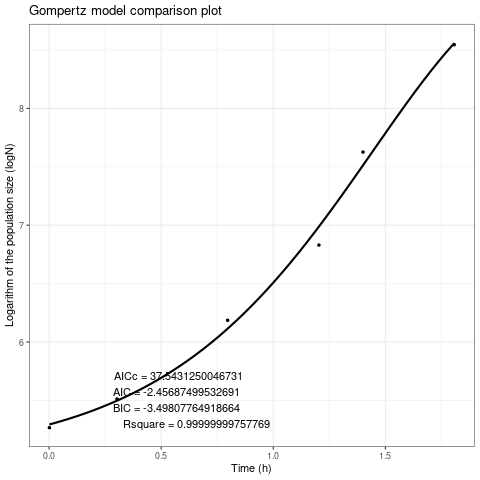 Gompertz model comparison plot
Logarithm of the population size (logN)
8
7
6
AICc = 37.5431250046731
AIC = -2.45687499532691
BIC = -3.49807764918664
Rsquare = 0.99999999757769
0.0 0.5 1.0 1.5
Time (h)